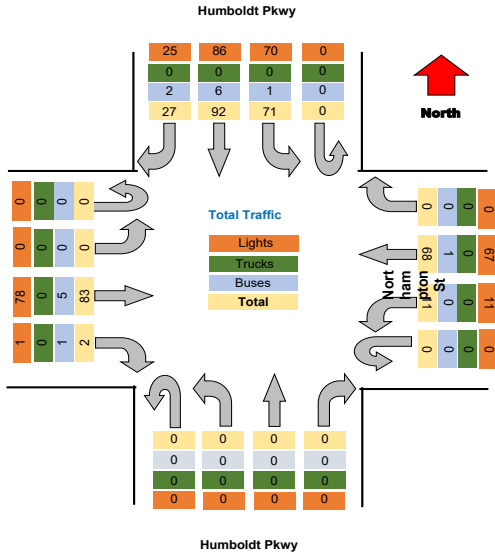 Humboldt Pkwy
25 86 70 0
0 0 0 0
2 6 1 0
27 92 71 0
North
0 0 0 0
0 0 0 0
78 0 5 83
1 0 1 2
Total Traffic
Lights
Trucks
Buses
Total
0 0 0 0
68 1 0 67
11 0 0 11
0 0 0 0
Nort
ham
pton
St
0 0 0 0
0 0 0 0
0 0 0 0
0 0 0 0
Humboldt Pkwy